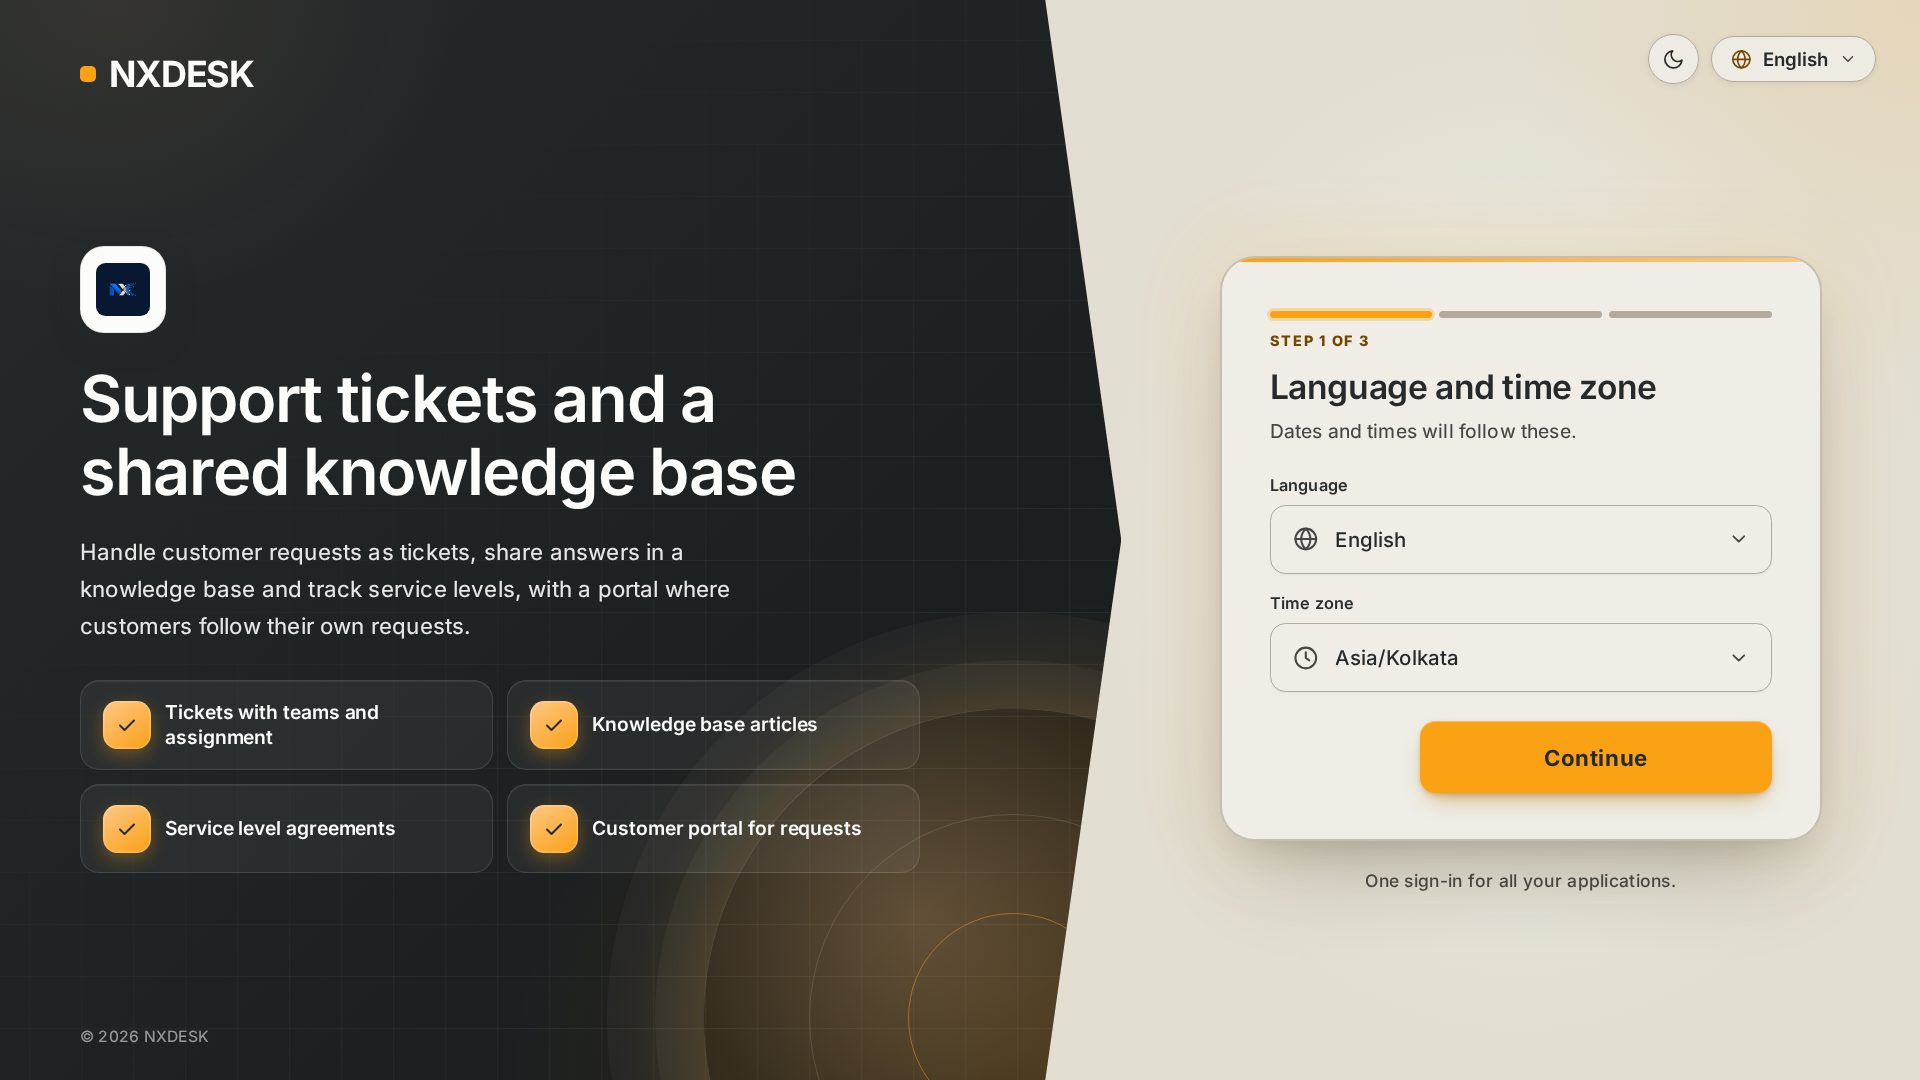 NXDESK
English
NX
Support tickets and a
shared knowledge base
Handle customer requests as tickets, share answers in a
knowledge base and track service levels, with a portal where
customers follow their own requests.
Tickets with teams and
assignment
Knowledge base articles
Service level agreements
Customer portal for requests
© 2026 NXDESK
STEP 1 OF 3
Language and time zone
Dates and times will follow these.
Language
English
Time zone
Asia/Kolkata
Continue
One sign-in for all your applications.